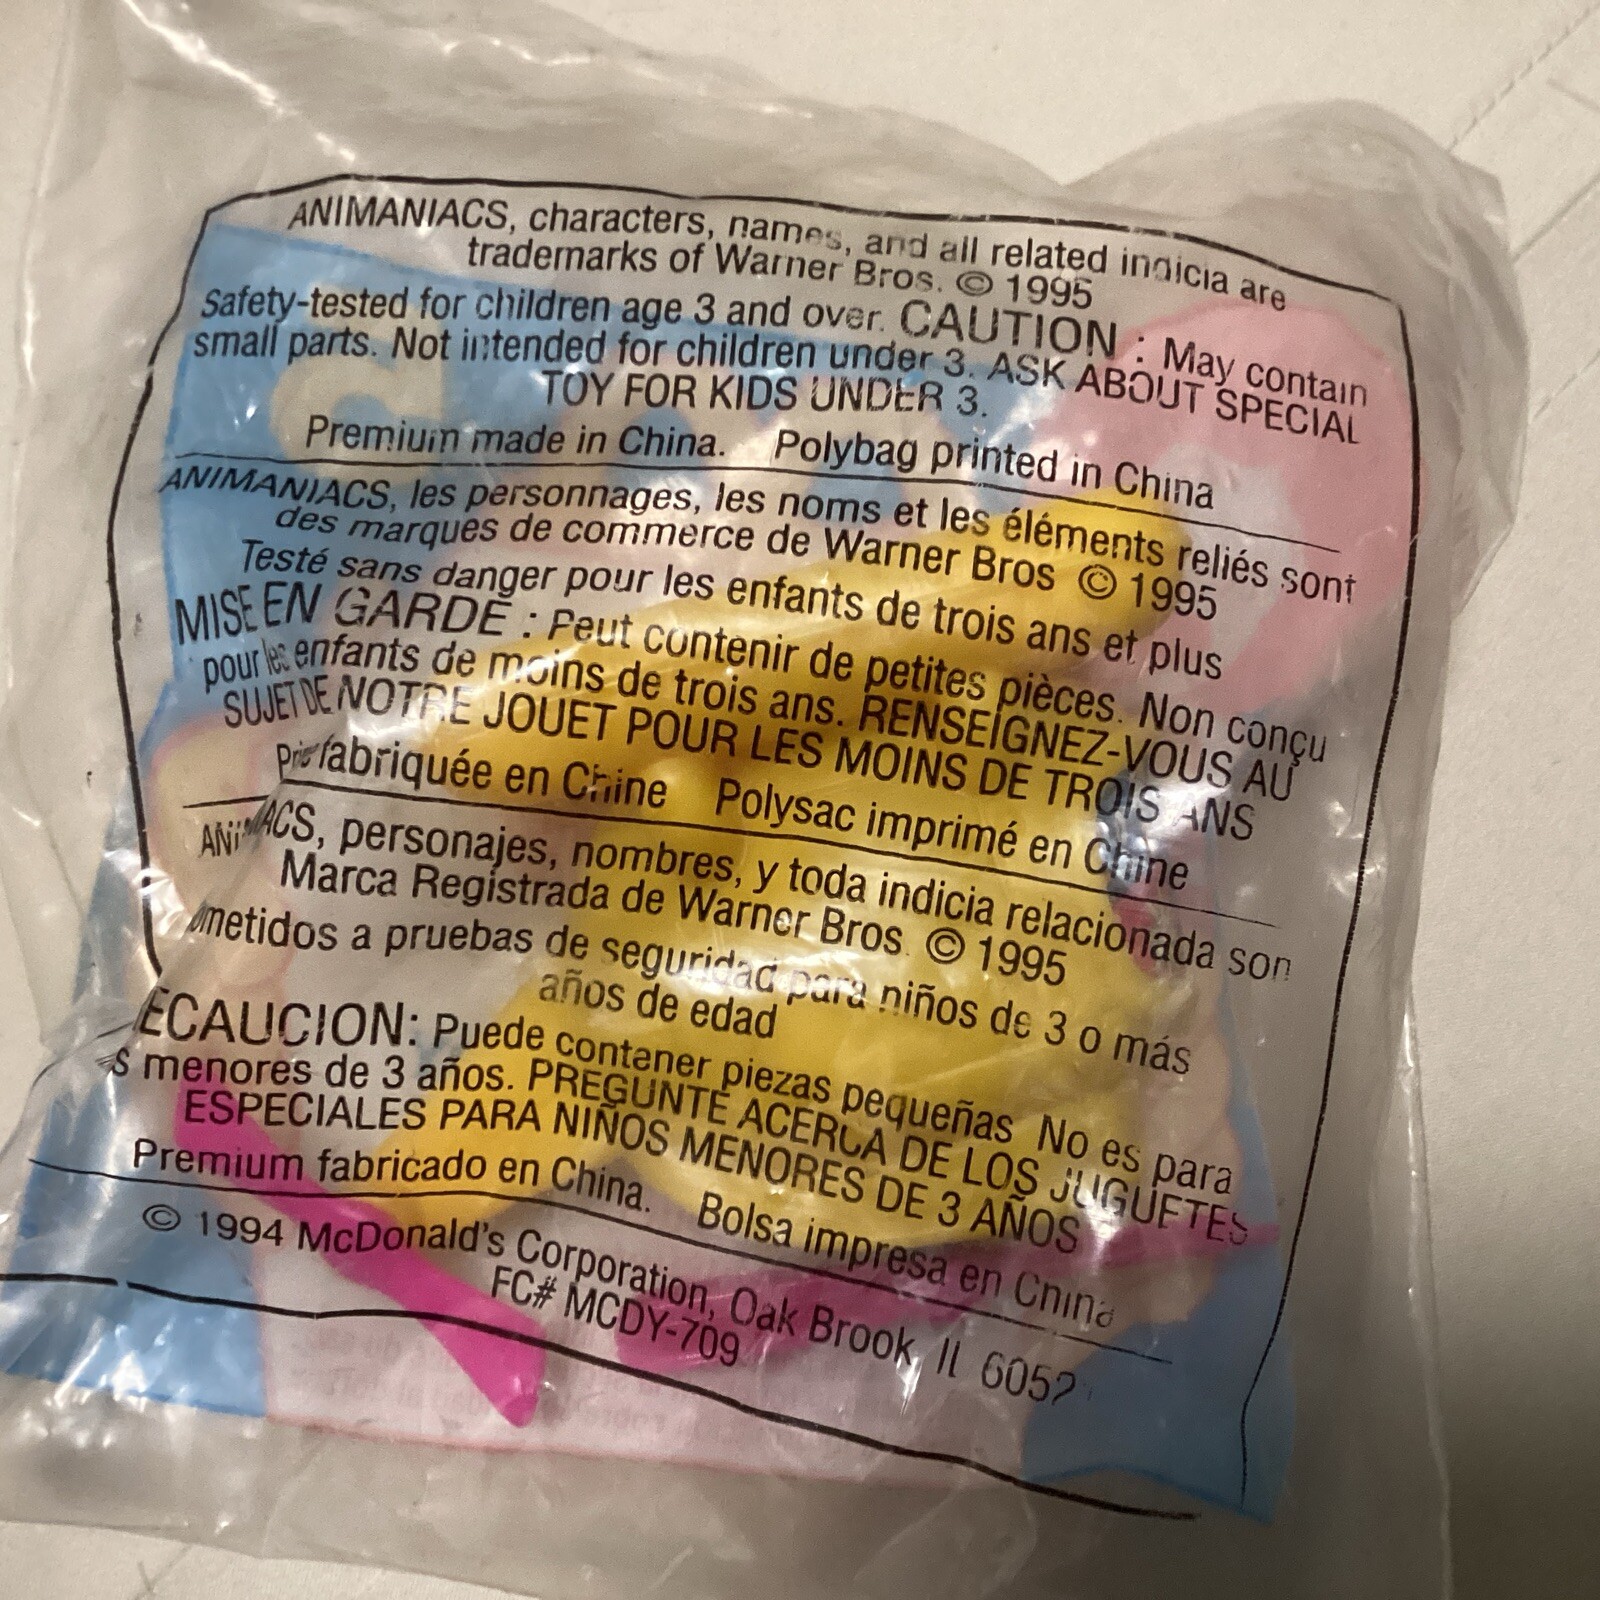 ANIMANIACS, characters, names, and all related indicia are
trademarks of Warner Bros. © 1995
Safety-tested for children age 3 and over. CAUTION : May contain
small parts. Not intended for children under 3. ASK ABOUT SPECIAL
TOY FOR KIDS UNDER 3.
Premium made in China. Polybag printed in China
ANIMANIACS, les personnages, les noms et les éléments reliés sont
des marques de commerce de Warner Bros © 1995
Testé sans danger pour les enfants de trois ans et plus
MISE EN GARDE : Peut contenir de petites pièces. Non conçu
pour les enfants de moins de trois ans. RENSEIGNEZ-VOUS AU
SUJET DE NOTRE JOUET POUR LES MOINS DE TROIS ANS
fabriquée en Chine Polysac imprimé en Chine
personajes, nombres, y toda indicia relacionada son
Marca Registrada de Warner Bros. © 1995
ometidos a pruebas de seguridad para niños de 3 o más
años de edad
ECAUCION: Puede contener piezas pequeñas No es para
s menores de 3 años. PREGUNTE ACERCA DE LOS JUGUETES
ESPECIALES PARA NIÑOS MENORES DE 3 AÑOS
Premium fabricado en China. Bolsa impresa en China
© 1994 McDonald's Corporation, Oak Brook, IL
FC# MCDY-709